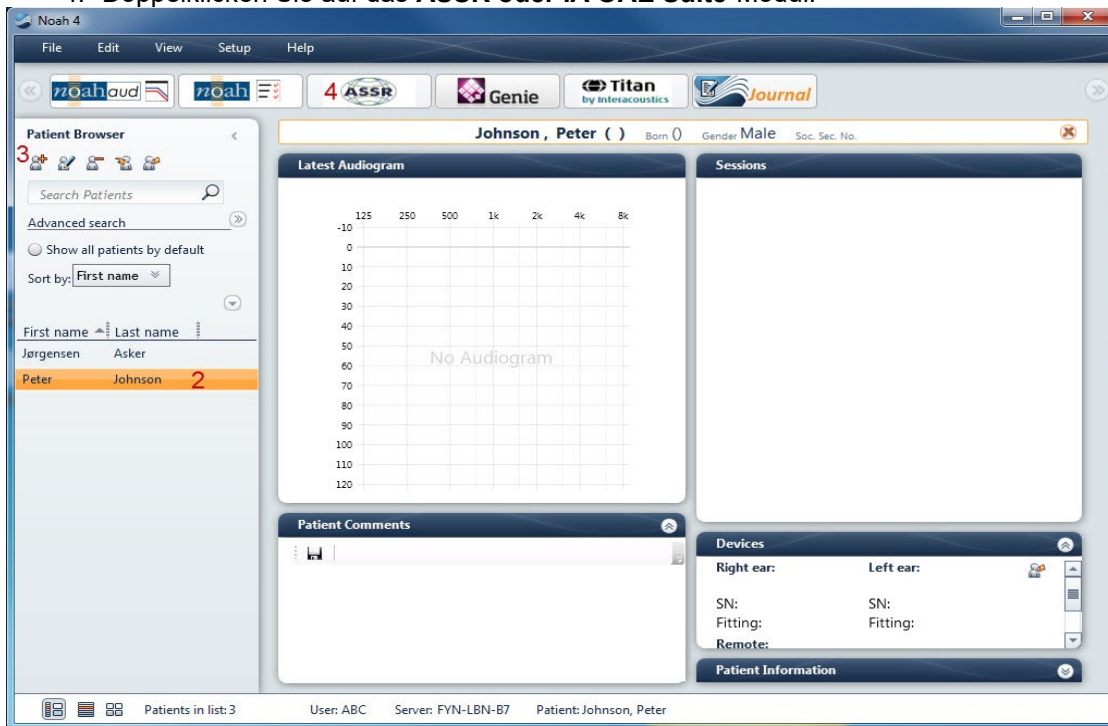 4. Doppelklicken Sie auf das ASSR oder IA OAE Suite-Modul.
Noah 4
File Edit View Setup Help
noah aud noah 4 ASSR Genie Titan by Interacoustics Journal
Patient Browser
Johnson , Peter ( ) Born () Gender Male Soc. Sec. No.
3
Search Patients
Advanced search
Show all patients by default
Sort by: First name
First name Last name
Jørgensen Asker
Peter Johnson 2
Latest Audiogram
125 250 500 1k 2k 4k 8k
-10
0
10
20
30
40
50
60
70
80
90
100
110
120
No Audiogram
Sessions
Patient Comments
Devices
Right ear: Left ear:
SN: SN:
Fitting: Fitting:
Remote:
Patient Information
Patients in list: 3 User: ABC Server: FYN-LBN-B7 Patient: Johnson, Peter